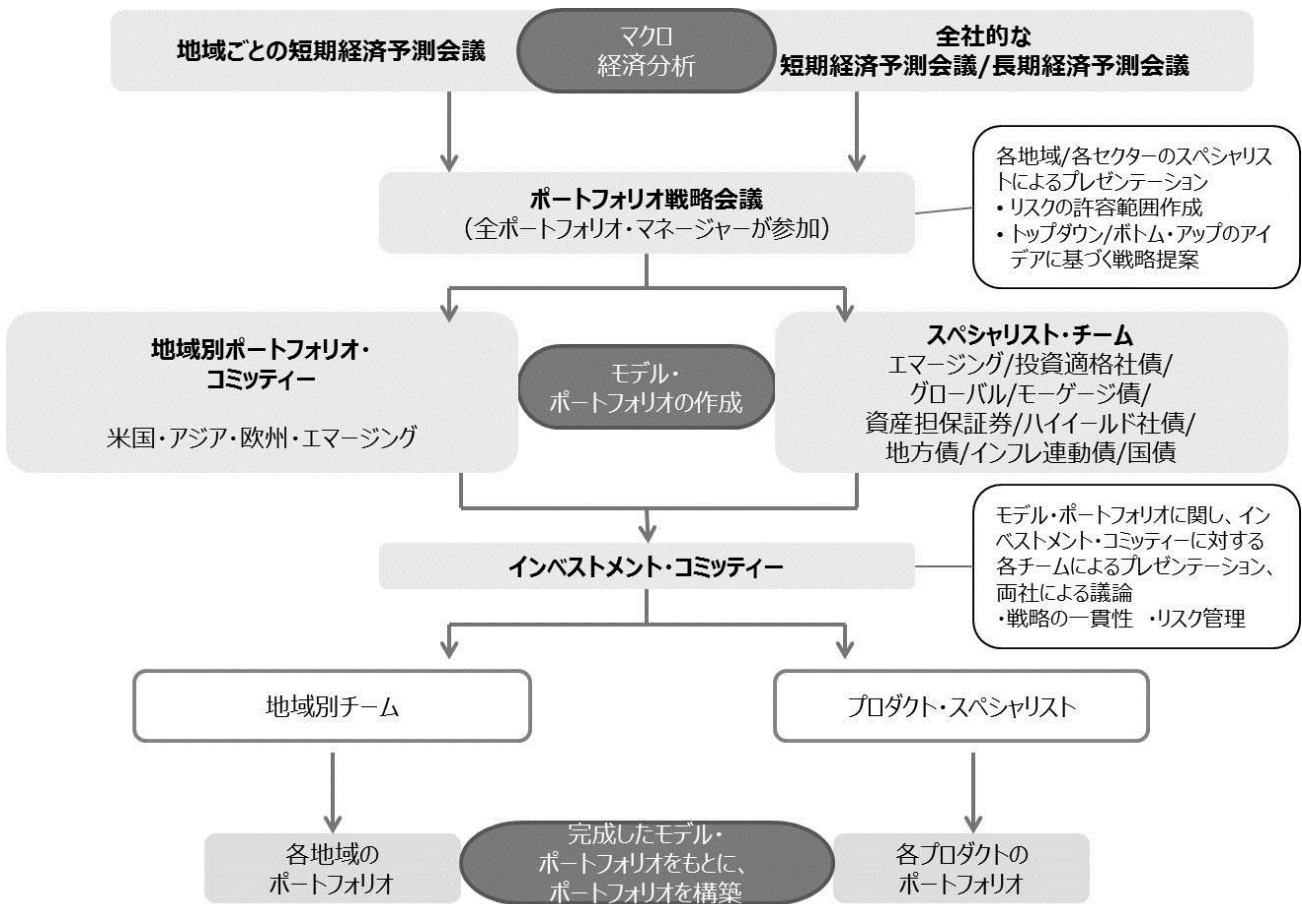 地域ごとの短期経済予測会議
マクロ
経済分析
全社的な
短期経済予測会議/長期経済予測会議
各地域/各セクターのスペシャリス
トによるプレゼンテーション
• リスクの許容範囲作成
• トップダウン/ボトム・アップのアイ
デアに基づく戦略提案
ポートフォリオ戦略会議
（全ポートフォリオ・マネージャーが参加）
地域別ポートフォリオ・
コミッティー
米国・アジア・欧州・エマージング
モデル・
ポートフォリオの作成
スペシャリスト・チーム
エマージング/投資適格社債/
グローバル/モーゲージ債/
資産担保証券/ハイイールド社債/
地方債/インフレ連動債/国債
インベストメント・コミッティー
モデル・ポートフォリオに関し、イン
ベストメント・コミッティーに対する
各チームによるプレゼンテーション、
両社による議論
・戦略の一貫性 ・リスク管理
地域別チーム
プロダクト・スペシャリスト
各地域の
ポートフォリオ
完成したモデル・
ポートフォリオをもとに、
ポートフォリオを構築
各プロダクトの
ポートフォリオ